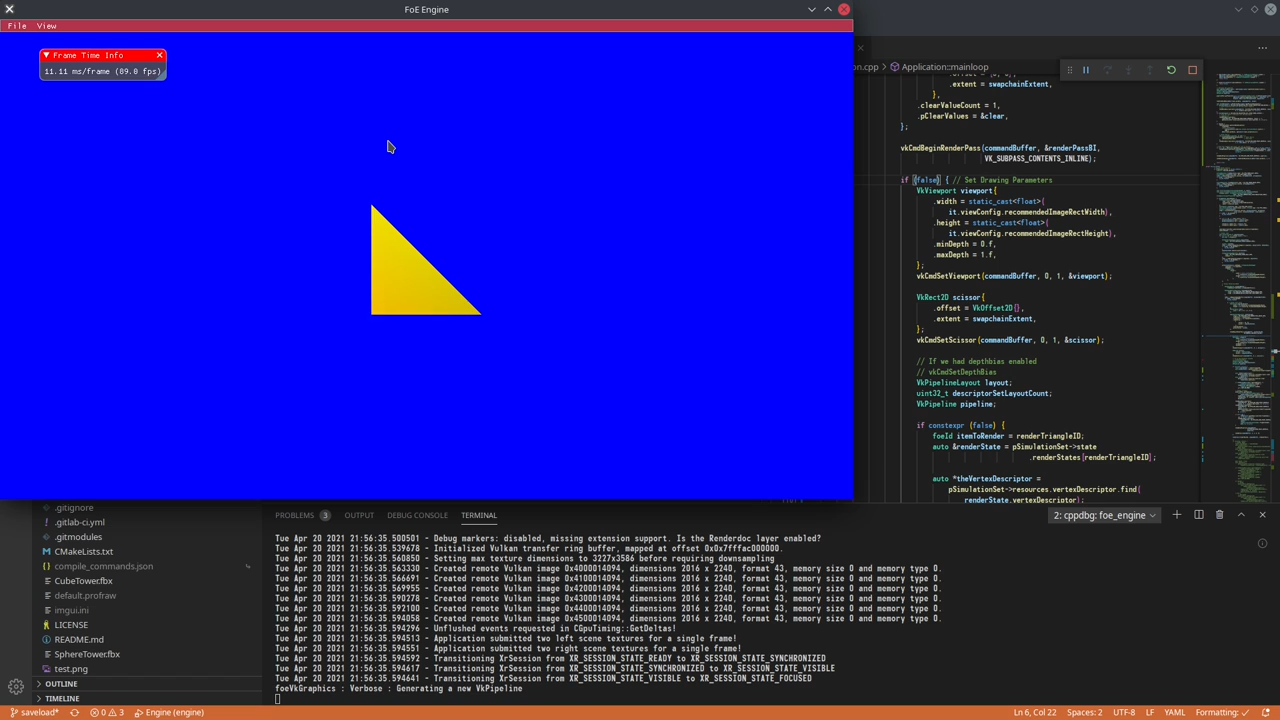 FoE Engine
File View
Frame Time Info
11.11 ms/frame (89.0 fps)
on.cpp > Application::mainloop
.extent = swapchainExtent,
},
.clearValueCount = 1,
.pClearValues = &clear,
};
vkCmdBeginRenderPass(commandBuffer, &renderPassBI,
VK_SUBPASS_CONTENTS_INLINE);
if (false) { // Set Drawing Parameters
VkViewport viewport{
.width = static_cast<float>(
it.viewConfig.recommendedImageRectWidth),
.height = static_cast<float>(
it.viewConfig.recommendedImageRectHeight),
.minDepth = 0.f,
.maxDepth = 1.f,
};
vkCmdSetViewport(commandBuffer, 0, 1, &viewport);
VkRect2D scissor{
.offset = VkOffset2D{},
.extent = swapchainExtent,
};
vkCmdSetScissor(commandBuffer, 0, 1, &scissor);
// If we had depthbias enabled
// vkCmdSetDepthBias
VkPipelineLayout layout;
uint32_t descriptorSetLayoutCount;
VkPipeline pipeline;
if constexpr (false) {
foeId itemToRender = renderTriangleID;
auto &renderState = pSimulationSet->state
.renderStates[renderTriangleID];
auto *theVertexDescriptor =
pSimulationSet->resources.vertexDescriptor.find(
renderState.vertexDescriptor
.gitignore
.gitlab-ci.yml
.gitmodules
CMakeLists.txt
compile_commands.json
CubeTower.fbx
default.profraw
imgui.ini
LICENSE
README.md
SphereTower.fbx
test.png
OUTLINE
TIMELINE
PROBLEMS 3 OUTPUT DEBUG CONSOLE TERMINAL
2: cppdbg: foe_engine
Tue Apr 20 2021 21:56:35.500501 - Debug markers: disabled, missing extension support. Is the Renderdoc layer enabled?
Tue Apr 20 2021 21:56:35.539678 - Initialized Vulkan transfer ring buffer, mapped at offset 0x0x7fffac000000.
Tue Apr 20 2021 21:56:35.560850 - Setting max texture dimensions to 3227x3586 before requiring downsampling
Tue Apr 20 2021 21:56:35.563330 - Created remote Vulkan image 0x4000014094, dimensions 2016 x 2240, format 43, memory size 0 and memory type 0.
Tue Apr 20 2021 21:56:35.566691 - Created remote Vulkan image 0x4100014094, dimensions 2016 x 2240, format 43, memory size 0 and memory type 0.
Tue Apr 20 2021 21:56:35.569955 - Created remote Vulkan image 0x4200014094, dimensions 2016 x 2240, format 43, memory size 0 and memory type 0.
Tue Apr 20 2021 21:56:35.590278 - Created remote Vulkan image 0x4300014094, dimensions 2016 x 2240, format 43, memory size 0 and memory type 0.
Tue Apr 20 2021 21:56:35.592100 - Created remote Vulkan image 0x4400014094, dimensions 2016 x 2240, format 43, memory size 0 and memory type 0.
Tue Apr 20 2021 21:56:35.594058 - Created remote Vulkan image 0x4500014094, dimensions 2016 x 2240, format 43, memory size 0 and memory type 0.
Tue Apr 20 2021 21:56:35.594296 - Unflushed events requested in CGpuTiming::GetDeltas!
Tue Apr 20 2021 21:56:35.594513 - Application submitted two left scene textures for a single frame!
Tue Apr 20 2021 21:56:35.594551 - Application submitted two right scene textures for a single frame!
Tue Apr 20 2021 21:56:35.594592 - Transitioning XrSession from XR_SESSION_STATE_READY to XR_SESSION_STATE_SYNCHRONIZED
Tue Apr 20 2021 21:56:35.594617 - Transitioning XrSession from XR_SESSION_STATE_SYNCHRONIZED to XR_SESSION_STATE_VISIBLE
Tue Apr 20 2021 21:56:35.594641 - Transitioning XrSession from XR_SESSION_STATE_VISIBLE to XR_SESSION_STATE_FOCUSED
foeVkGraphics : Verbose : Generating a new VkPipeline
saveload* 0 3 Engine (engine) Ln 6, Col 22 Spaces: 2 UTF-8 LF YAML Formatting: ✓